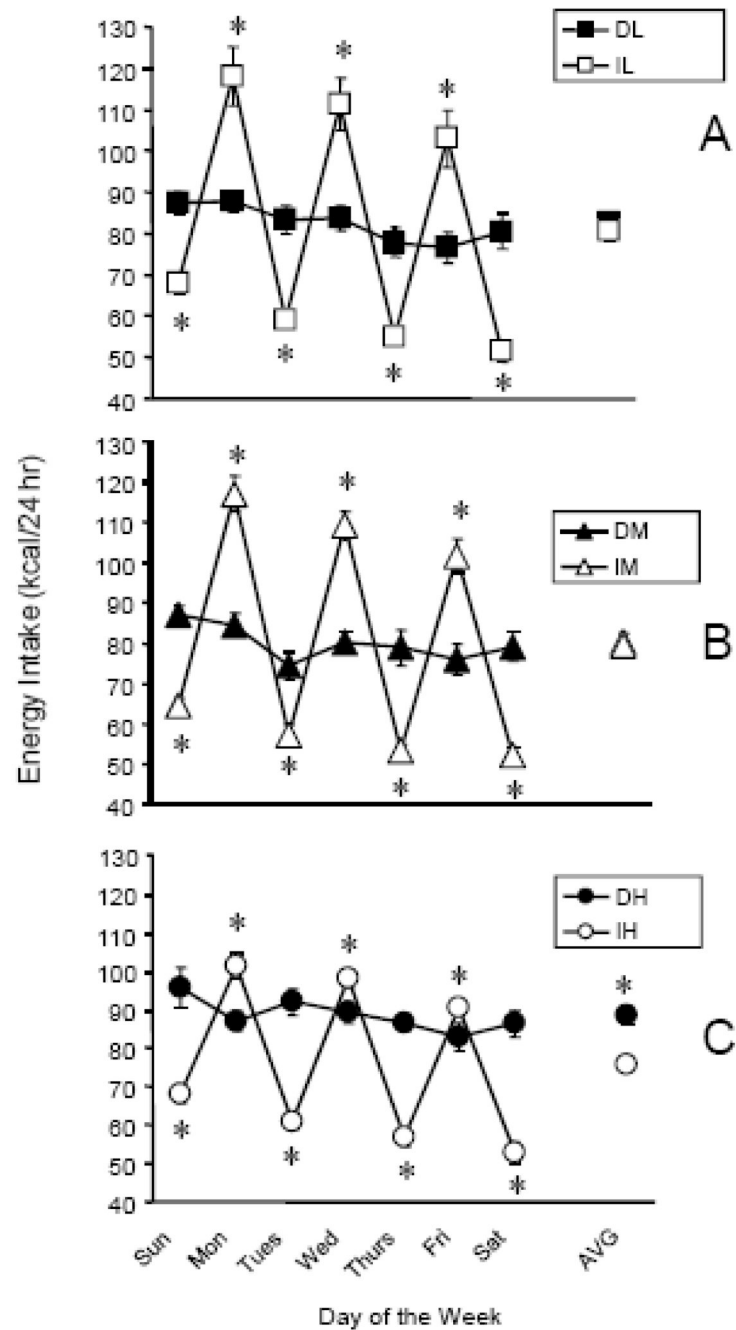 130
120
110
100
90
80
70
60
50
40
*
*
*
*
*
*
*
DL
IL
A
Energy Intake (kcal/24 hr)
130
120
110
100
90
80
70
60
50
40
*
*
*
*
*
*
*
DM
IM
B
130
120
110
100
90
80
70
60
50
40
*
*
*
*
*
*
*
*
DH
IH
C
Sun
Mon
Tues
Wed
Thurs
Fri
Sat
AVG
Day of the Week